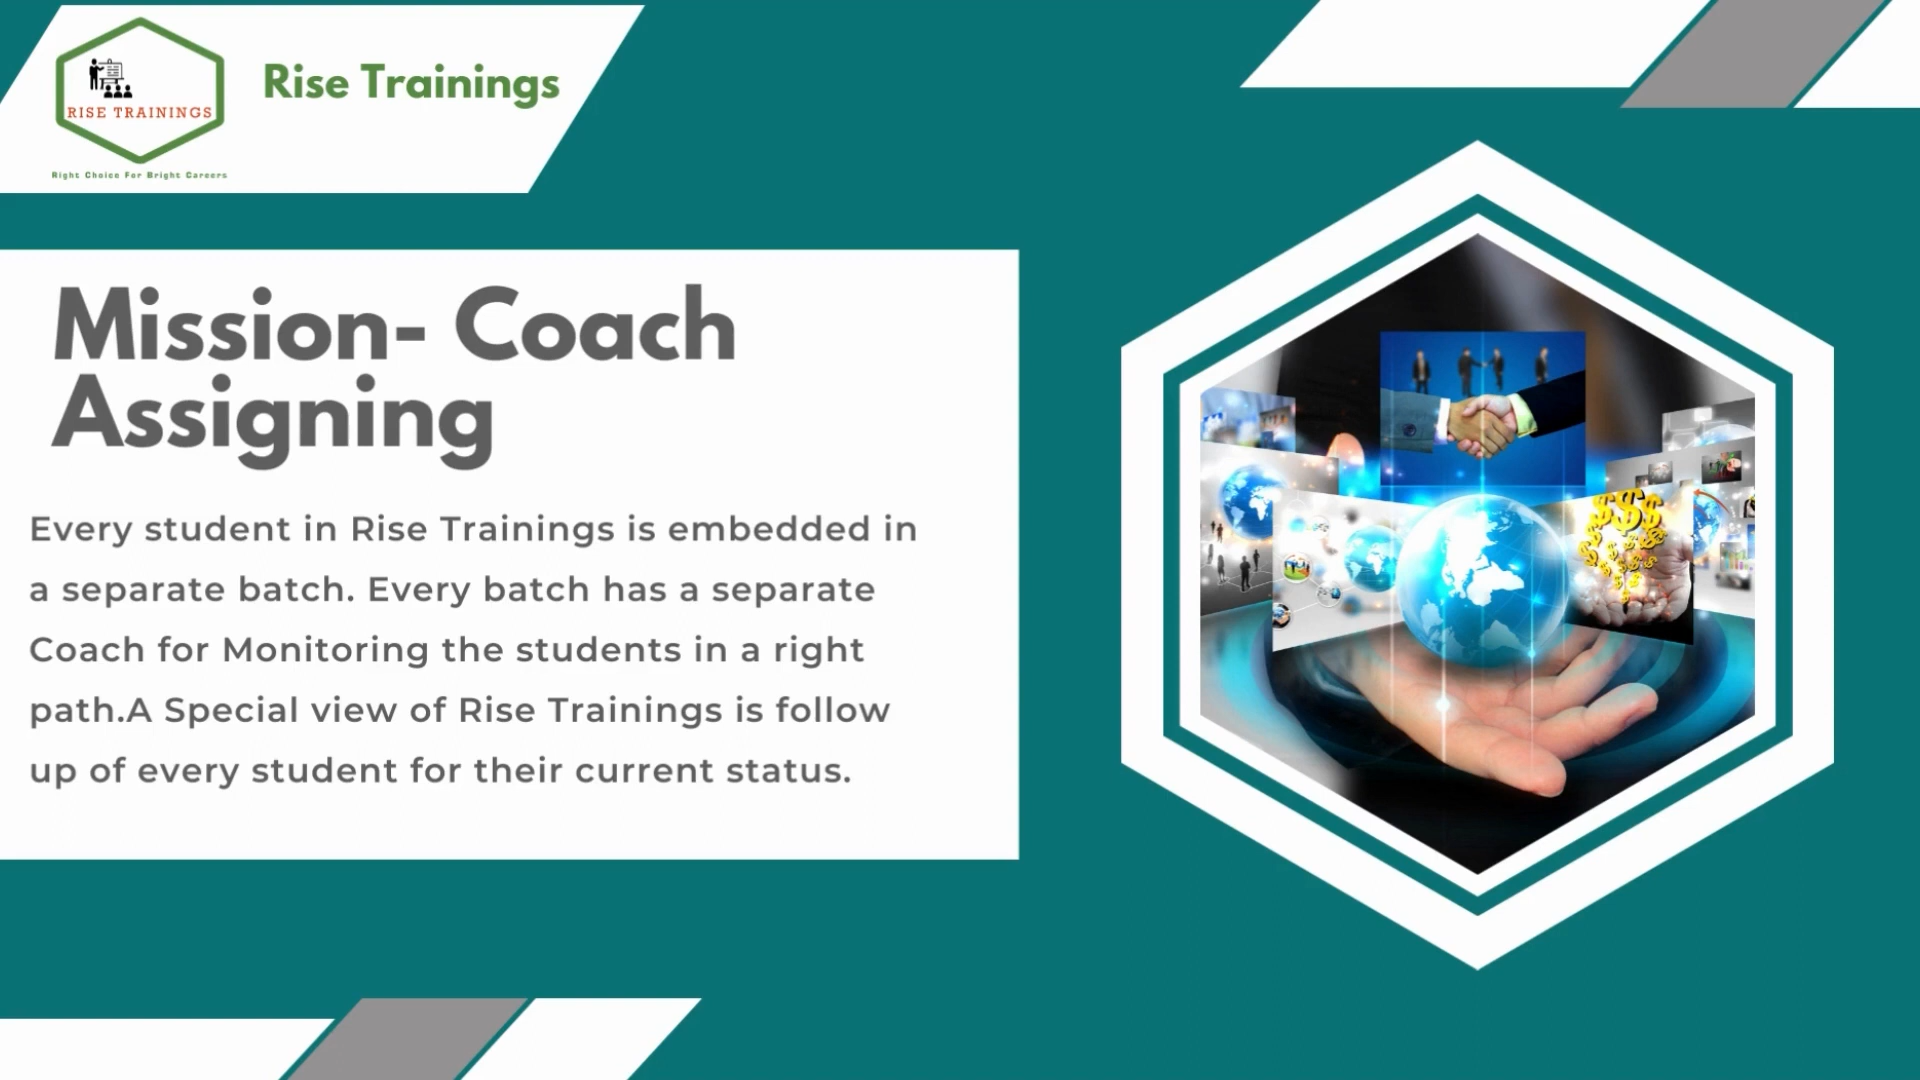 RISE TRAININGS
Right Choice For Bright Careers
Rise Trainings
Mission- Coach
Assigning
Every student in Rise Trainings is embedded in
a separate batch. Every batch has a separate
Coach for Monitoring the students in a right
path.A Special view of Rise Trainings is follow
up of every student for their current status.